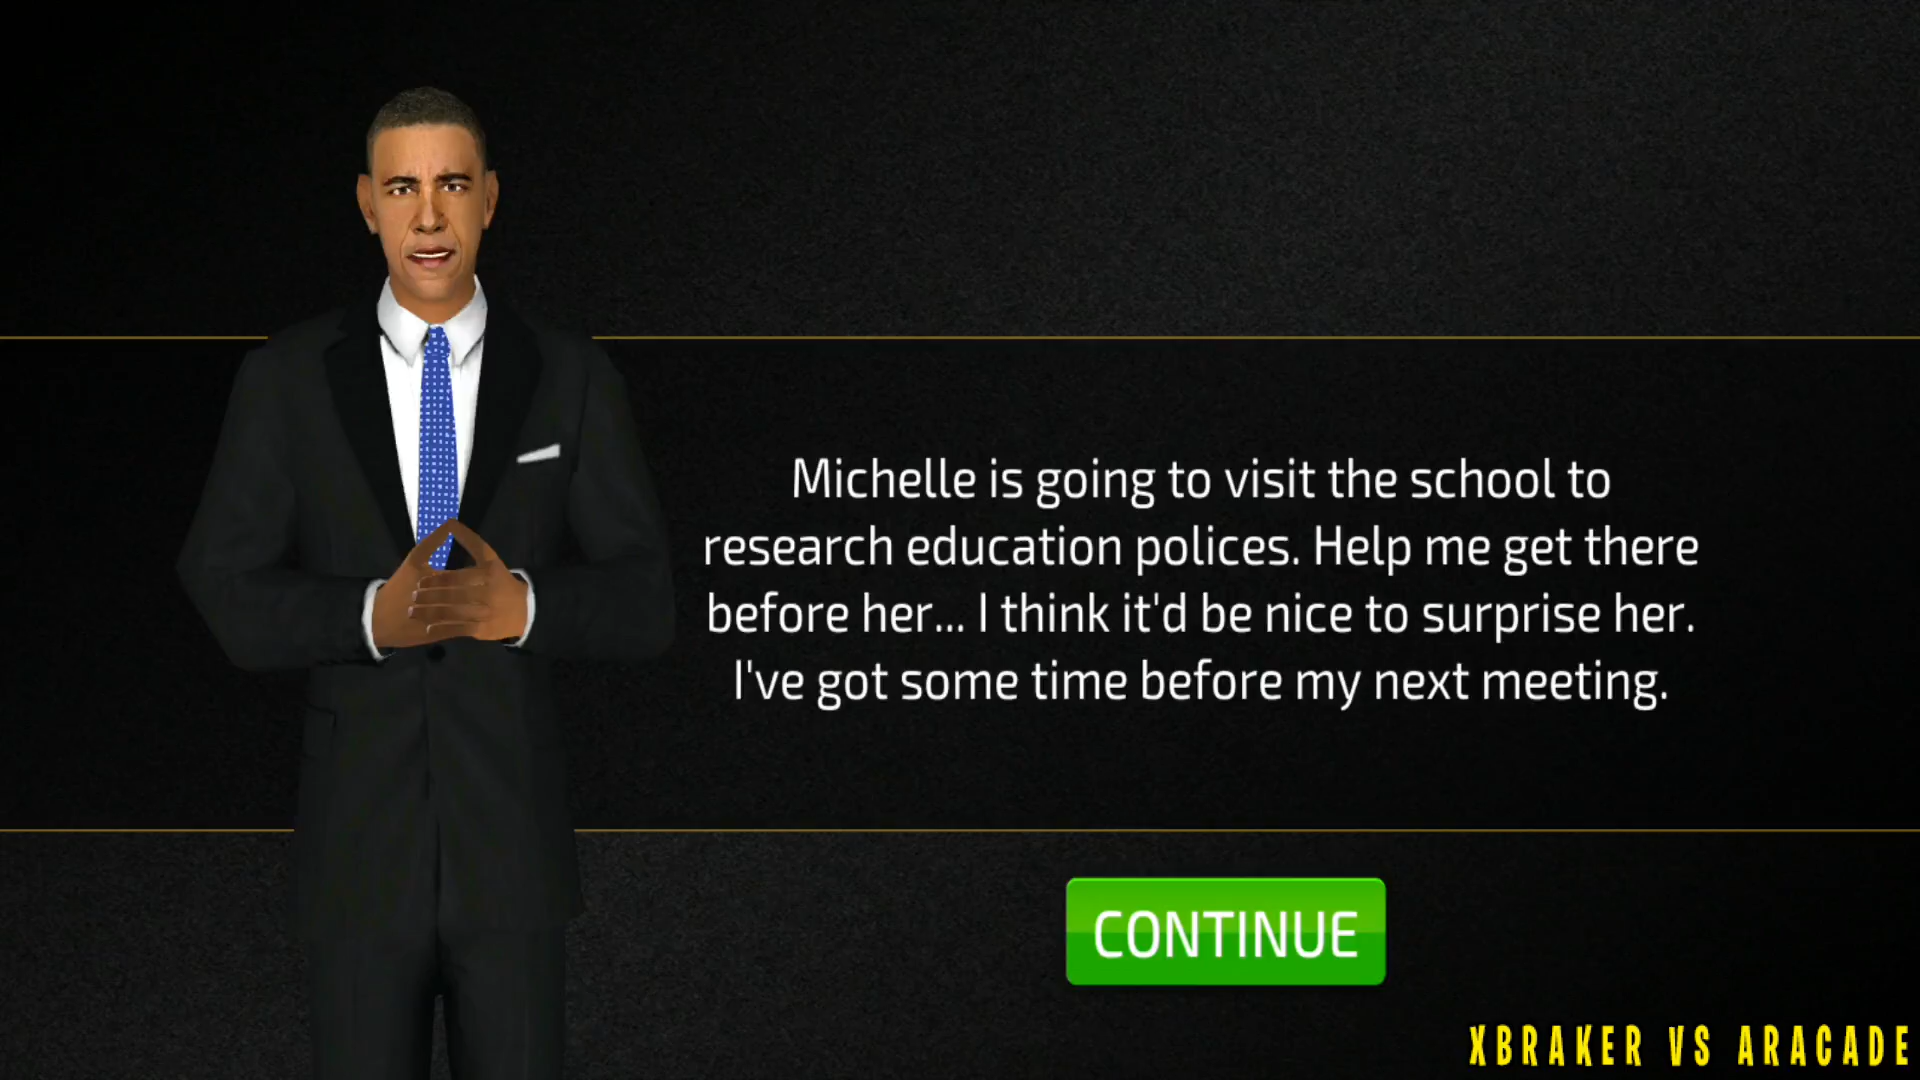 Michelle is going to visit the school to
research education polices. Help me get there
before her... I think it'd be nice to surprise her.
I've got some time before my next meeting.
CONTINUE
XBRAKER VS ARACADE